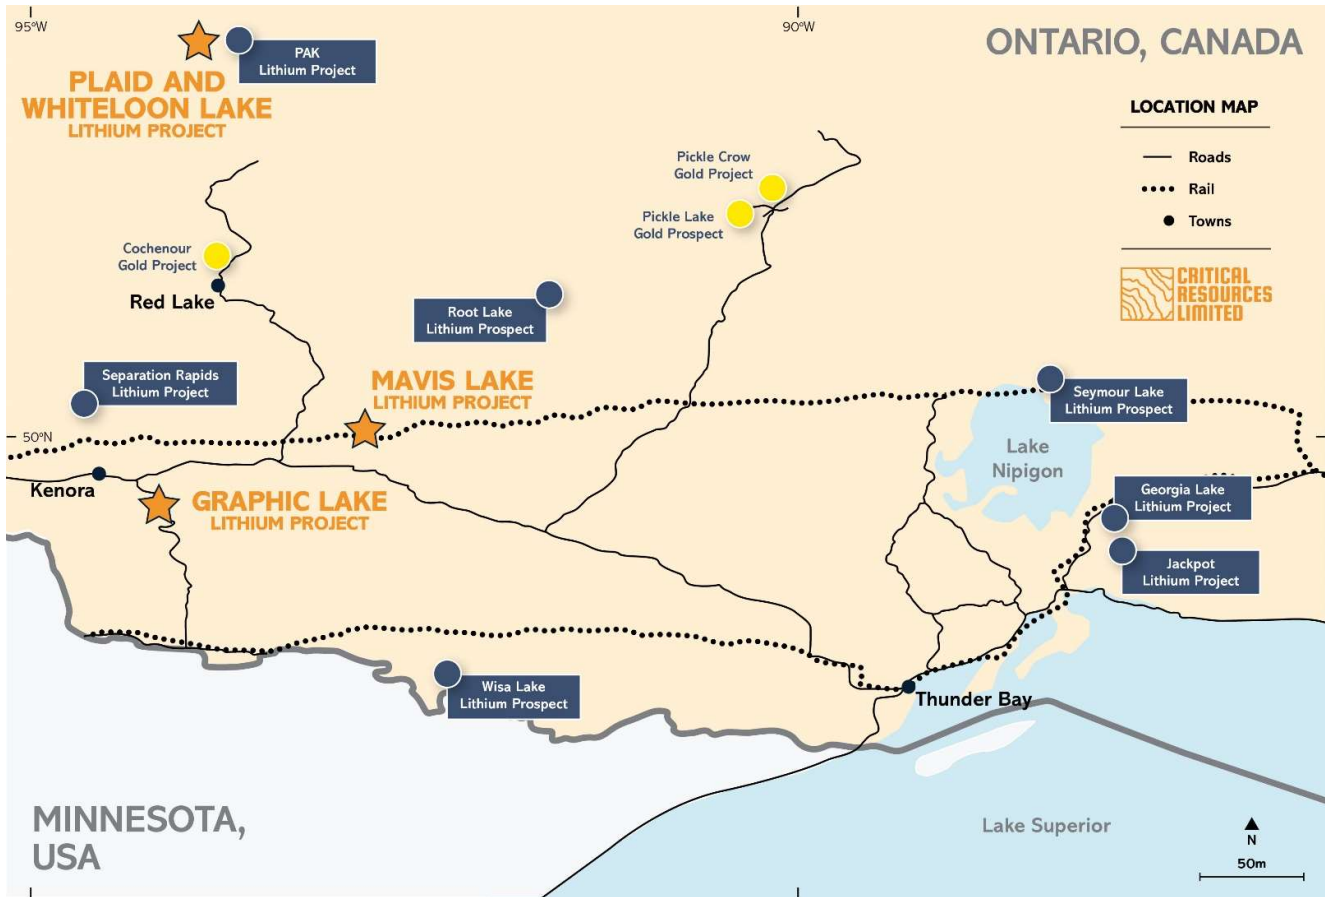 95°W
90°W
ONTARIO, CANADA
PAK
Lithium Project
PLAID AND
WHITELOON LAKE
LITHIUM PROJECT
LOCATION MAP
Roads
Rail
Towns
CRITICAL
RESOURCES
LIMITED
Pickle Crow
Gold Project
Pickle Lake
Gold Prospect
Cochenour
Gold Project
Red Lake
Root Lake
Lithium Prospect
Separation Rapids
Lithium Project
MAVIS LAKE
LITHIUM PROJECT
Seymour Lake
Lithium Prospect
50°N
Lake
Nipigon
Kenora
GRAPHIC LAKE
LITHIUM PROJECT
Georgia Lake
Lithium Project
Jackpot
Lithium Project
Wisa Lake
Lithium Prospect
Thunder Bay
MINNESOTA,
USA
Lake Superior
N
50m